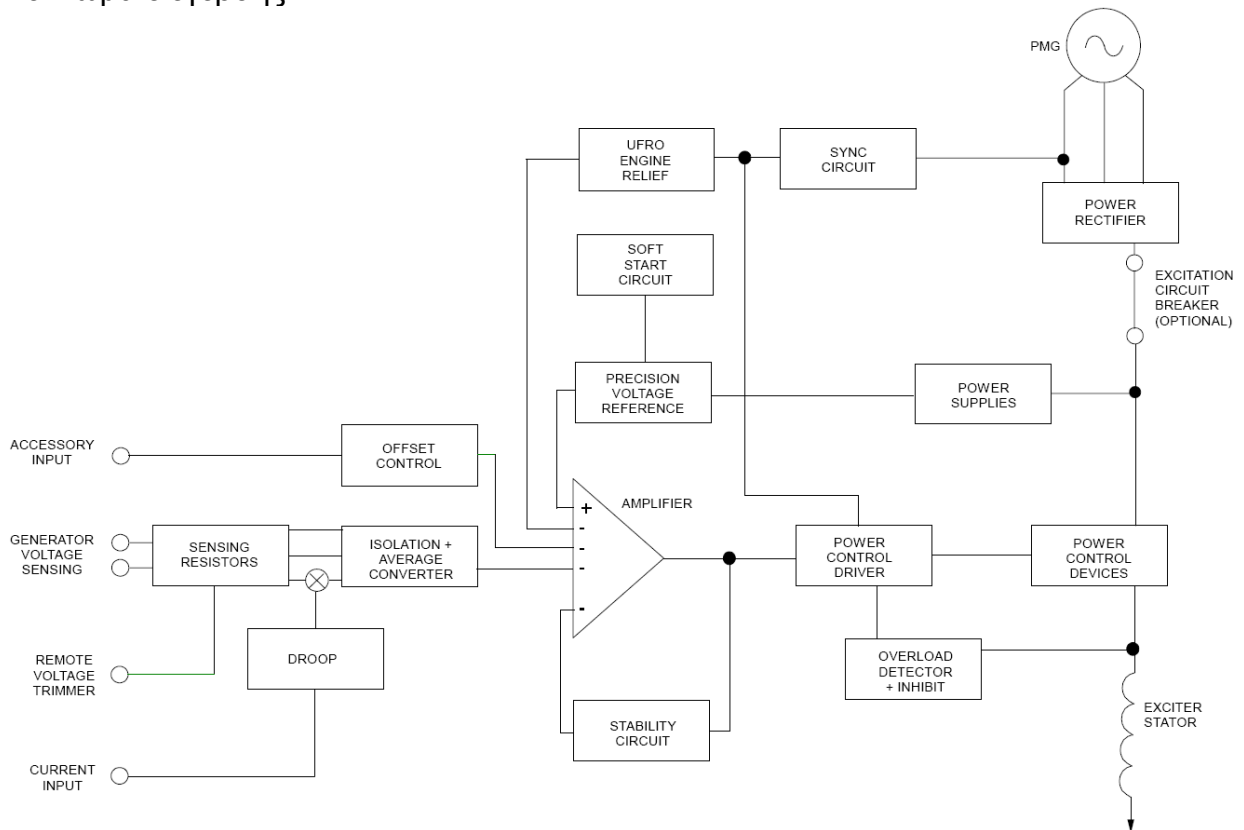 PMG
UFRO
ENGINE
RELIEF
SYNC
CIRCUIT
POWER
RECTIFIER
SOFT
START
CIRCUIT
EXCITATION
CIRCUIT
BREAKER
(OPTIONAL)
PRECISION
VOLTAGE
REFERENCE
POWER
SUPPLIES
ACCESSORY
INPUT
OFFSET
CONTROL
AMPLIFIER
+
-
-
-
-
GENERATOR
VOLTAGE
SENSING
SENSING
RESISTORS
ISOLATION +
AVERAGE
CONVERTER
POWER
CONTROL
DRIVER
POWER
CONTROL
DEVICES
REMOTE
VOLTAGE
TRIMMER
DROOP
OVERLOAD
DETECTOR
+ INHIBIT
EXCITER
STATOR
STABILITY
CIRCUIT
CURRENT
INPUT